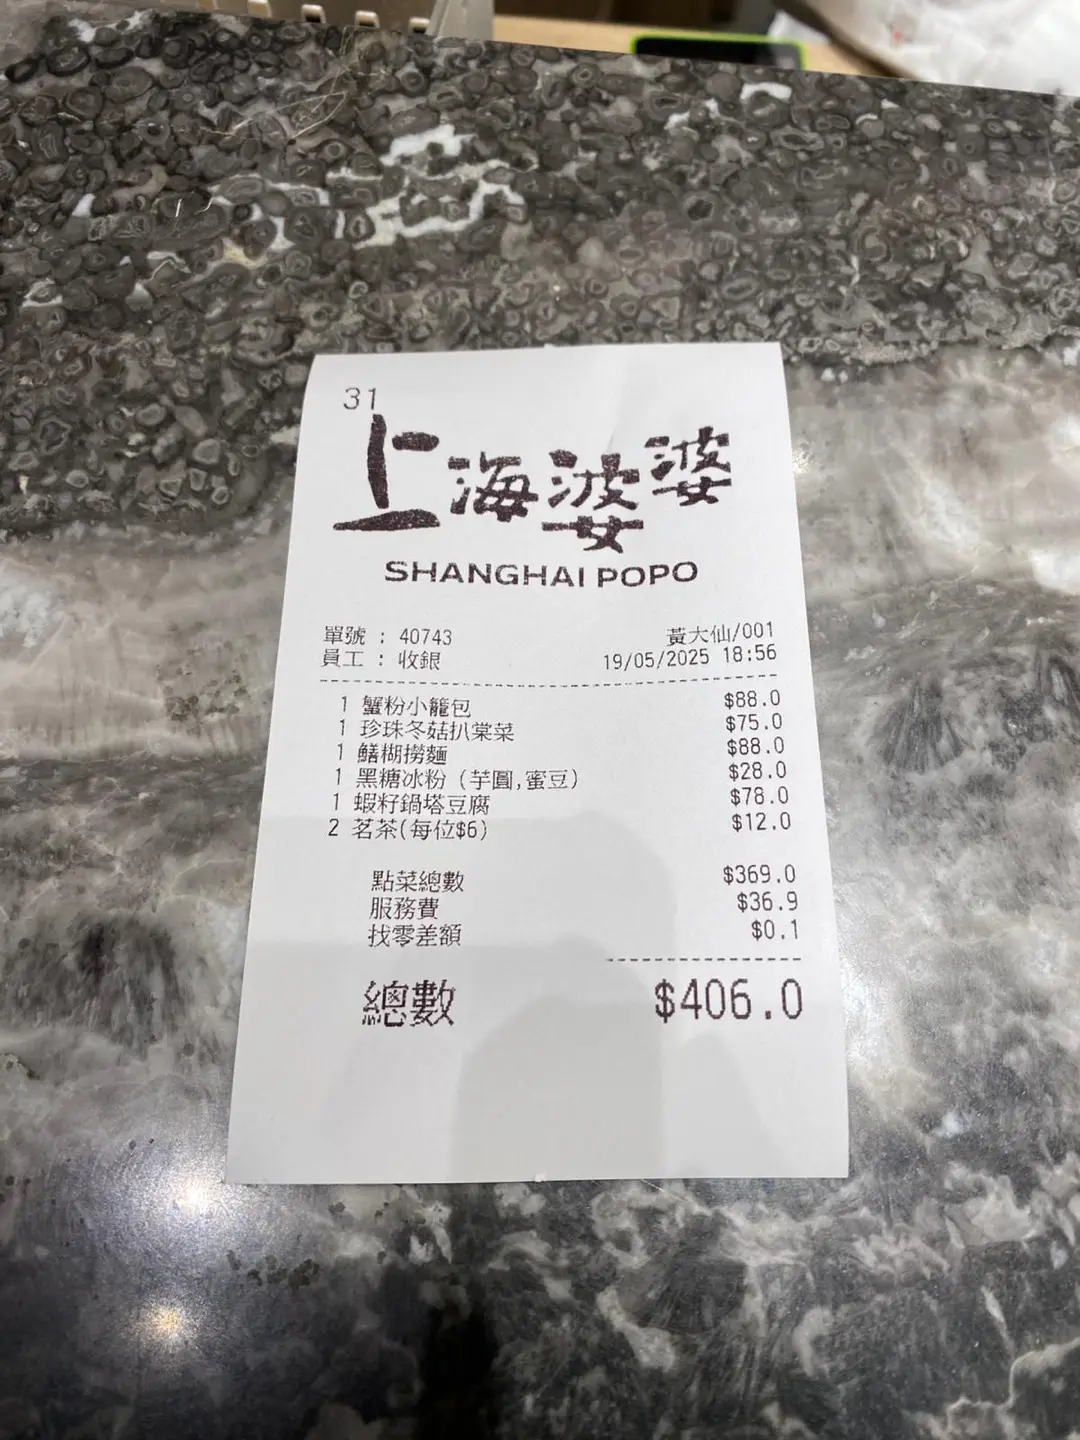 31
上海婆婆
SHANGHAI POPO
單號 : 40743 黃大仙/001
員工 : 收銀 19/05/2025 18:56
1 蟹粉小籠包 $88.0
1 珍珠冬菇扒棠菜 $75.0
1 鱔糊撈麵 $88.0
1 黑糖冰粉 (芋圓,蜜豆) $28.0
1 蝦籽鍋塔豆腐 $78.0
2 茗茶(每位$6) $12.0
點菜總數 $369.0
服務費 $36.9
找零差額 $0.1
總數 $406.0